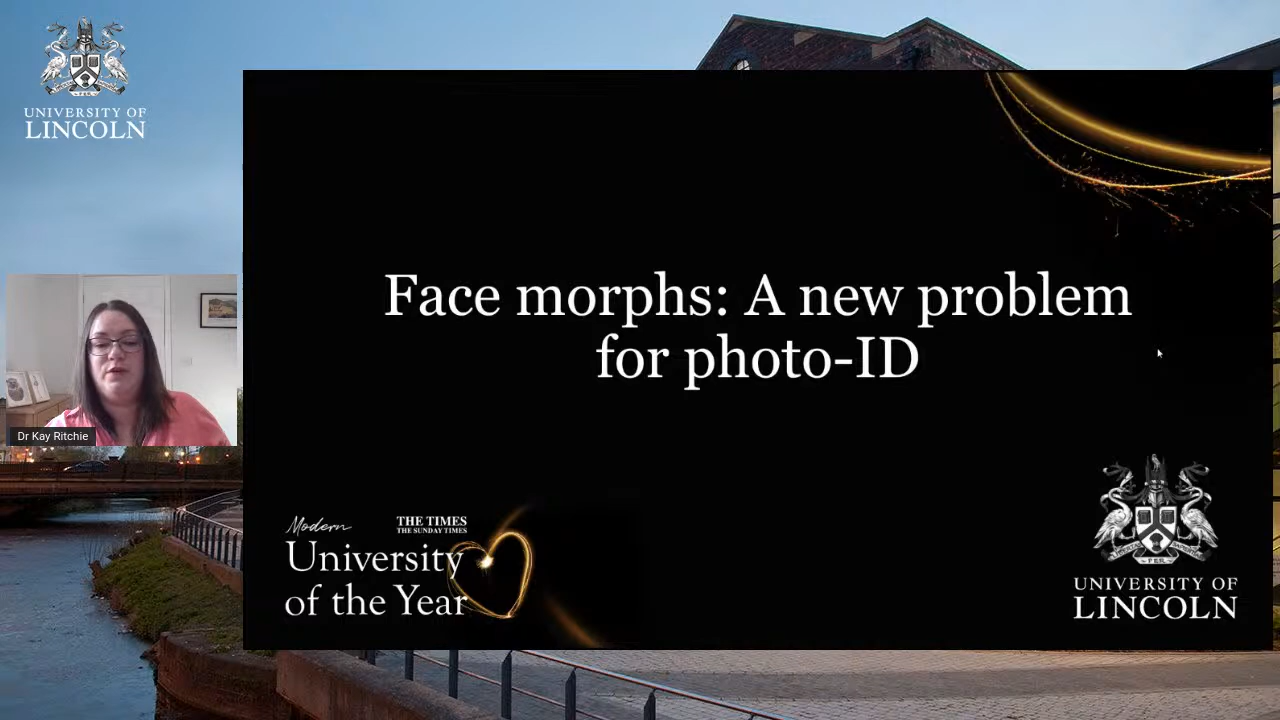 UNIVERSITY OF
LINCOLN
Face morphs: A new problem
for photo-ID
Dr Kay Ritchie
Modern
THE TIMES
THE SUNDAY TIMES
University
of the Year
UNIVERSITY OF
LINCOLN